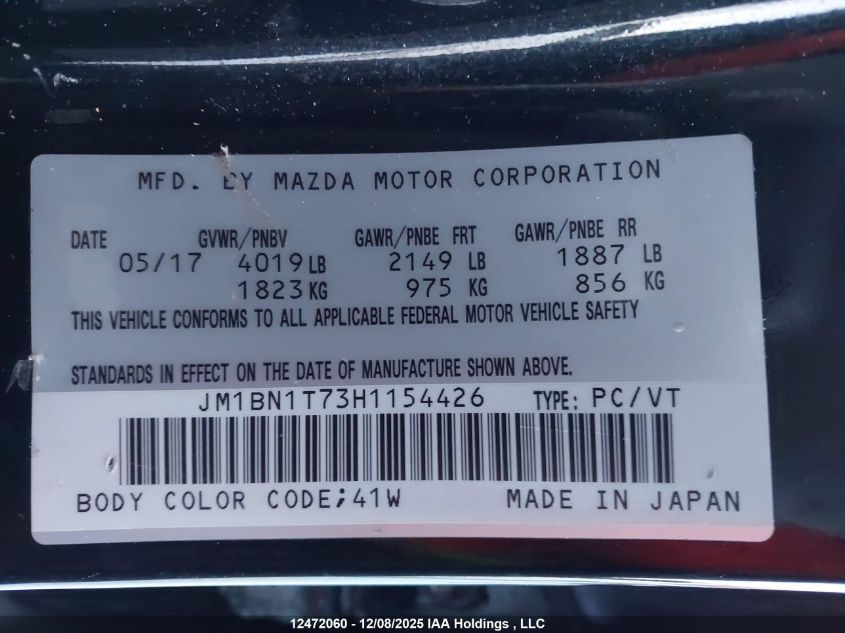 MFD. BY MAZDA MOTOR CORPORATION
DATE GVWR/PNBV GAWR/PNBE FRT GAWR/PNBE RR
05/17 4019 LB 2149 LB 1887 LB
1823 KG 975 KG 856 KG
THIS VEHICLE CONFORMS TO ALL APPLICABLE FEDERAL MOTOR VEHICLE SAFETY
STANDARDS IN EFFECT ON THE DATE OF MANUFACTURE SHOWN ABOVE.
JM1BN1T73H1154426 TYPE: PC/VT
BODY COLOR CODE;41W MADE IN JAPAN
12472060 - 12/08/2025 IAA Holdings , LLC